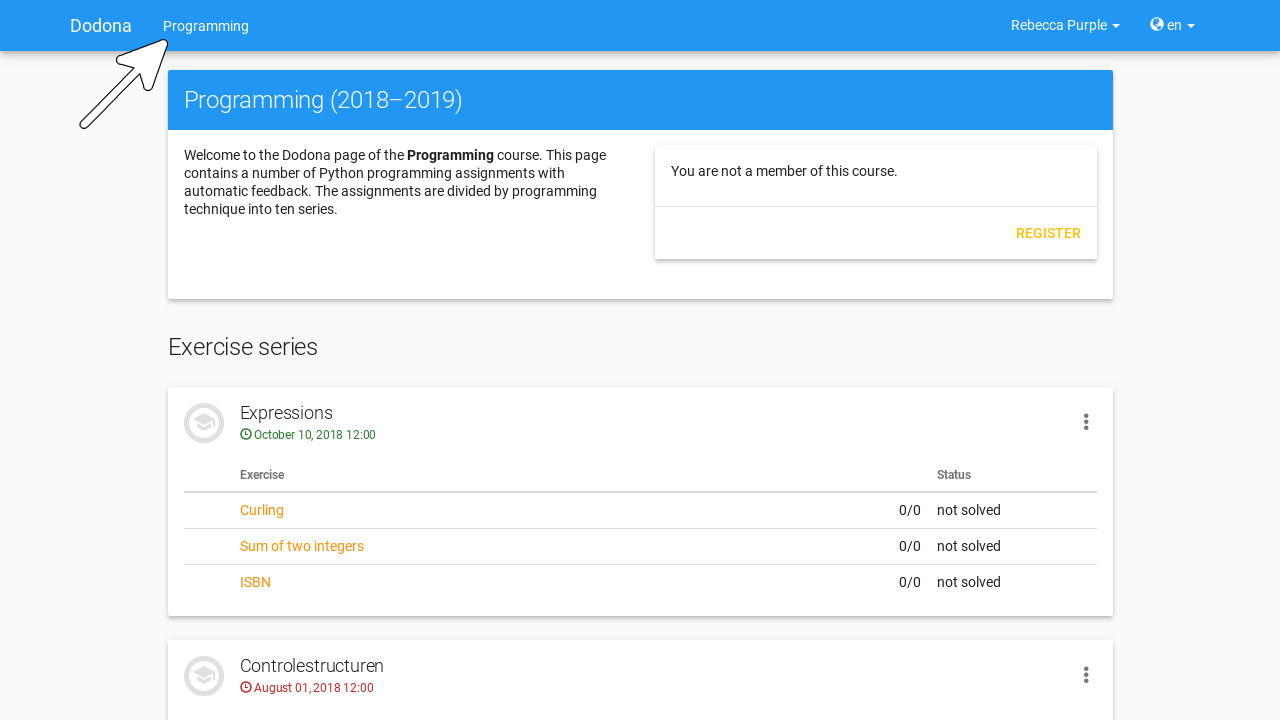 Dodona Programming Rebecca Purple en
Programming (2018–2019)
Welcome to the Dodona page of the Programming course. This page
contains a number of Python programming assignments with
automatic feedback. The assignments are divided by programming
technique into ten series.
You are not a member of this course.
REGISTER
Exercise series
Expressions
October 10, 2018 12:00
Exercise Status
Curling 0/0 not solved
Sum of two integers 0/0 not solved
ISBN 0/0 not solved
Controlestructuren
August 01, 2018 12:00